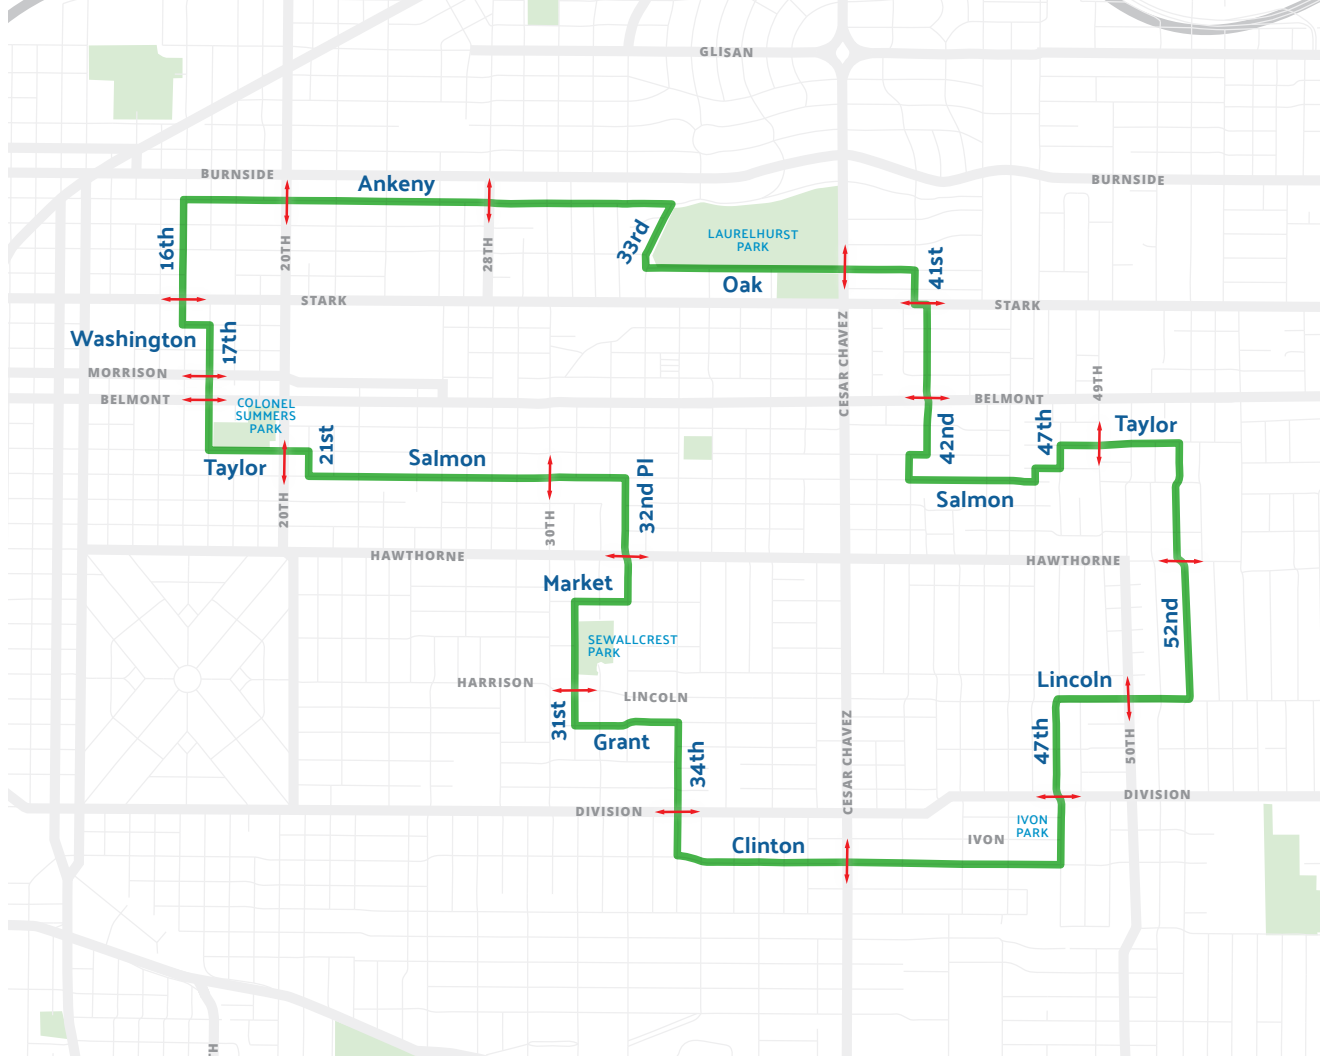 GLISAN
BURNSIDE
Ankeny
BURNSIDE
16th
20TH
28TH
33rd
LAURELHURST
PARK
Oak
41st
STARK
STARK
Washington
17th
CESAR CHAVEZ
MORRISON
BELMONT
COLONEL
SUMMERS
PARK
BELMONT
49TH
42nd
47th
Taylor
Taylor
21st
Salmon
Salmon
20TH
30TH
32nd Pl
HAWTHORNE
HAWTHORNE
Market
52nd
SEWALLCREST
PARK
HARRISON
LINCOLN
Lincoln
31st
Grant
34th
CESAR CHAVEZ
47th
50TH
DIVISION
DIVISION
Clinton
IVON
IVON
PARK